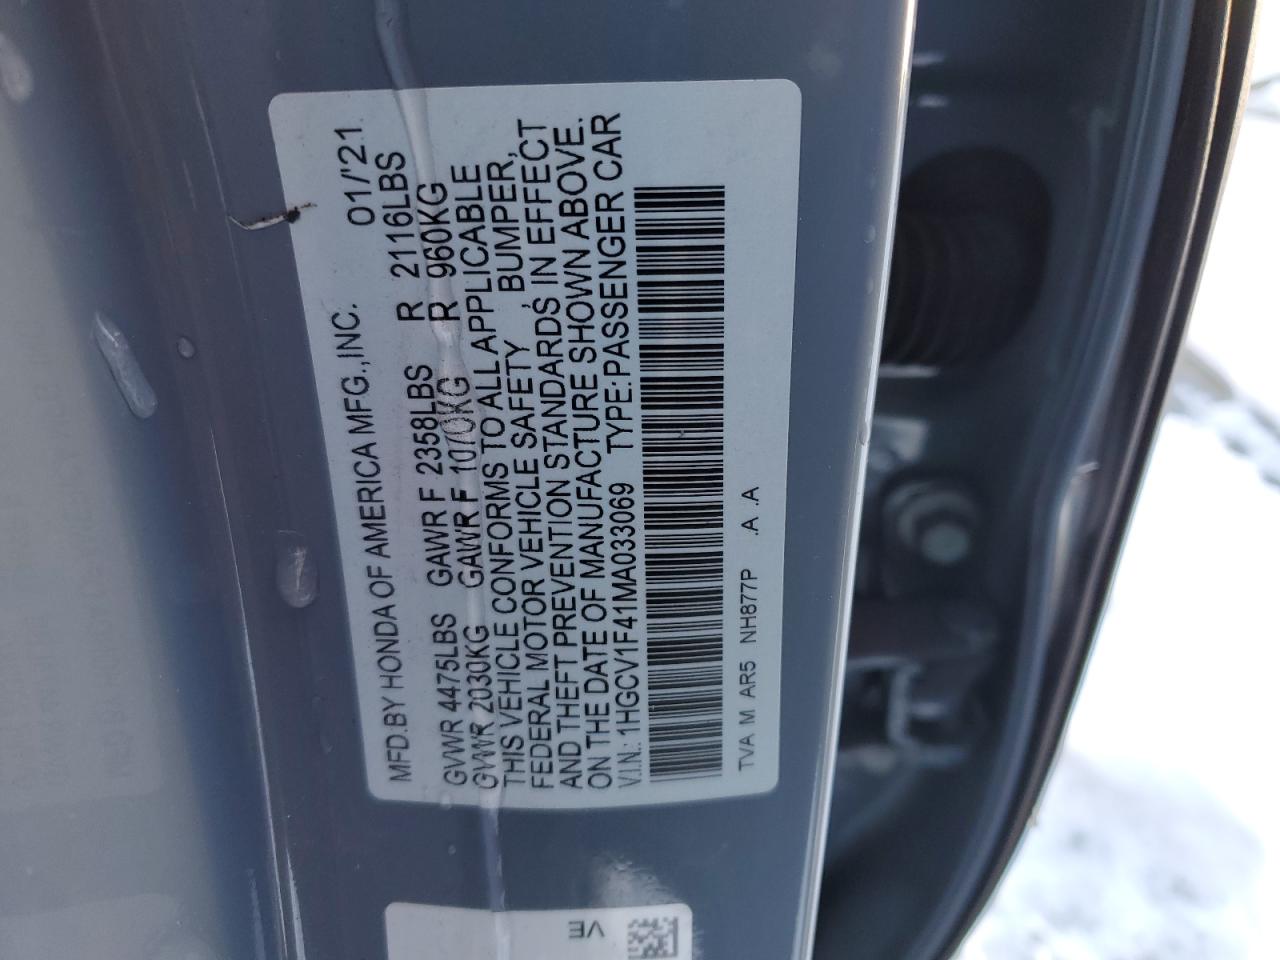 MFD.BY HONDA OF AMERICA MFG.,INC. 01/'21
GVWR 4475LBS GAWR F 2358LBS R 2116LBS
GVWR 2030KG GAWR F 1070KG R 960KG
THIS VEHICLE CONFORMS TO ALL APPLICABLE
FEDERAL MOTOR VEHICLE SAFETY, BUMPER,
AND THEFT PREVENTION STANDARDS IN EFFECT
ON THE DATE OF MANUFACTURE SHOWN ABOVE.
V.I.N.: 1HGCV1F41MA033069 TYPE:PASSENGER CAR
TVA M AR5 NH877P .A .A
VE